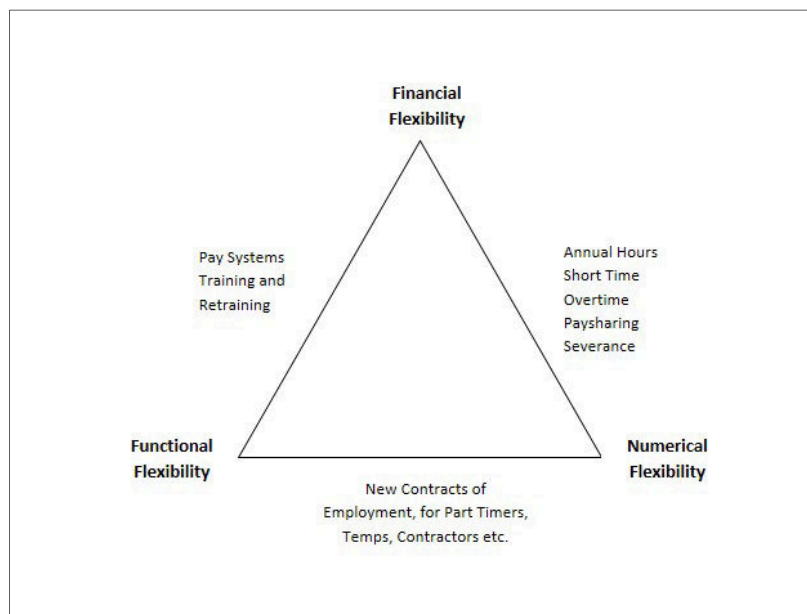 Financial
Flexibility
Pay Systems
Training and
Retraining
Annual Hours
Short Time
Overtime
Paysharing
Severance
Functional
Flexibility
Numerical
Flexibility
New Contracts of
Employment, for Part Timers,
Temps, Contractors etc.